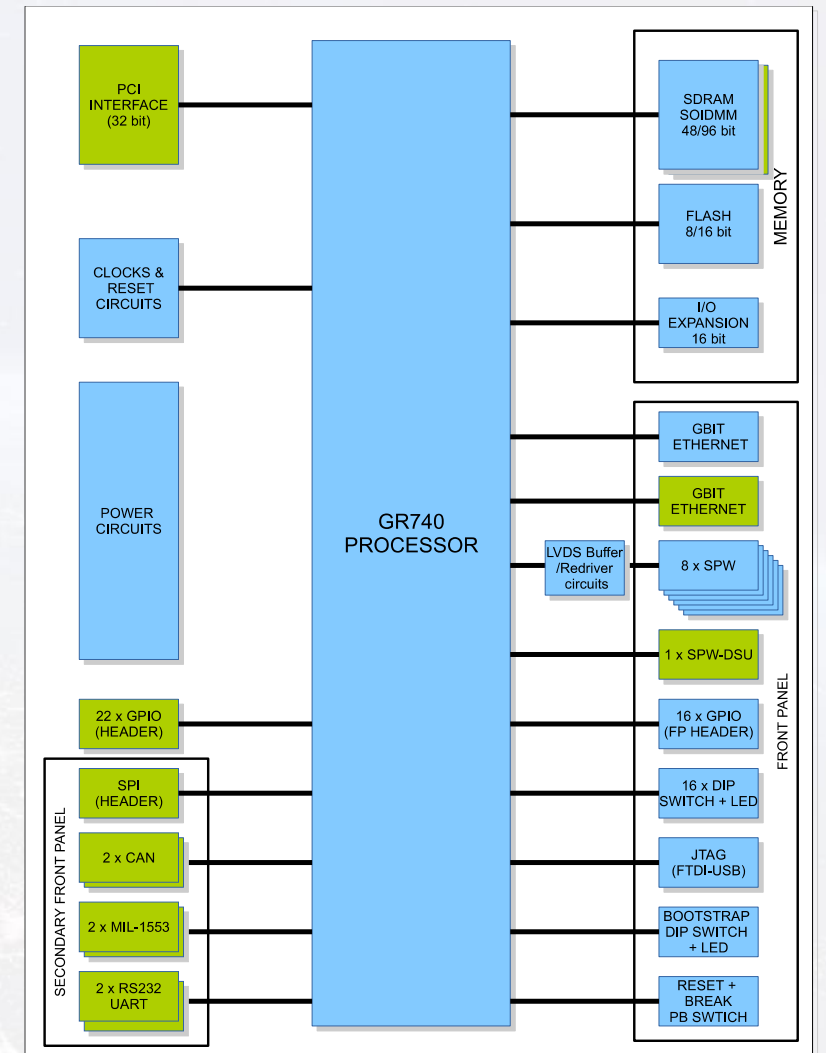 PCI
INTERFACE
(32 bit)
CLOCKS &
RESET
CIRCUITS
POWER
CIRCUITS
22 x GPIO
(HEADER)
SECONDARY FRONT PANEL
SPI
(HEADER)
2 x CAN
2 x MIL-1553
2 x RS232
UART
GR740
PROCESSOR
MEMORY
SDRAM
SOIDMM
48/96 bit
FLASH
8/16 bit
I/O
EXPANSION
16 bit
FRONT PANEL
GBIT
ETHERNET
GBIT
ETHERNET
LVDS Buffer
/Redriver
circuits
8 x SPW
1 x SPW-DSU
16 x GPIO
(FP HEADER)
16 x DIP
SWITCH + LED
JTAG
(FTDI-USB)
BOOTSTRAP
DIP SWITCH
+ LED
RESET +
BREAK
PB SWTICH